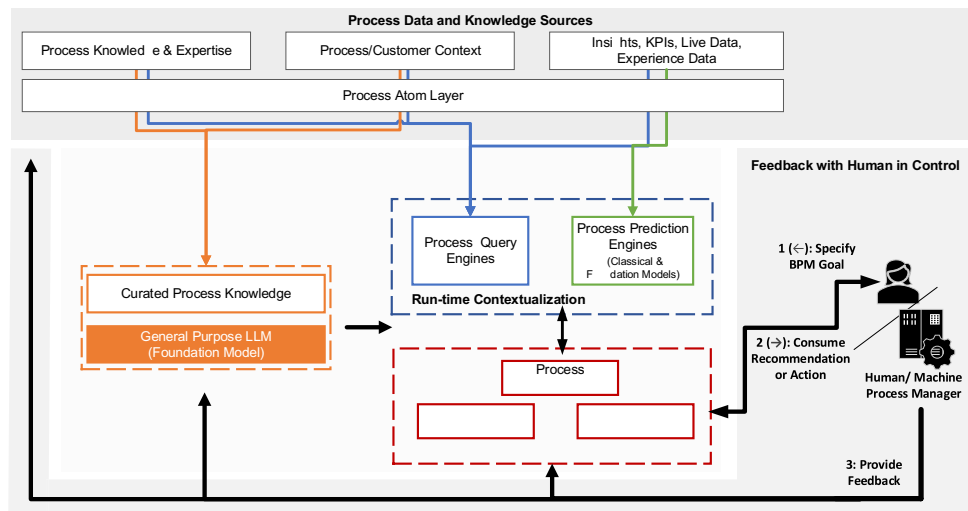 Process Data and Knowledge Sources
Process Knowled e & Expertise
Process/Customer Context
Insi hts, KPIs, Live Data,
Experience Data
Process Atom Layer
Feedback with Human in Control
Process Query
Engines
Process Prediction
Engines
(Classical &
F dation Models)
Run-time Contextualization
Curated Process Knowledge
General Purpose LLM
(Foundation Model)
Process
1 (←): Specify
BPM Goal
2 (→): Consume
Recommendation
or Action
Human/ Machine
Process Manager
3: Provide
Feedback